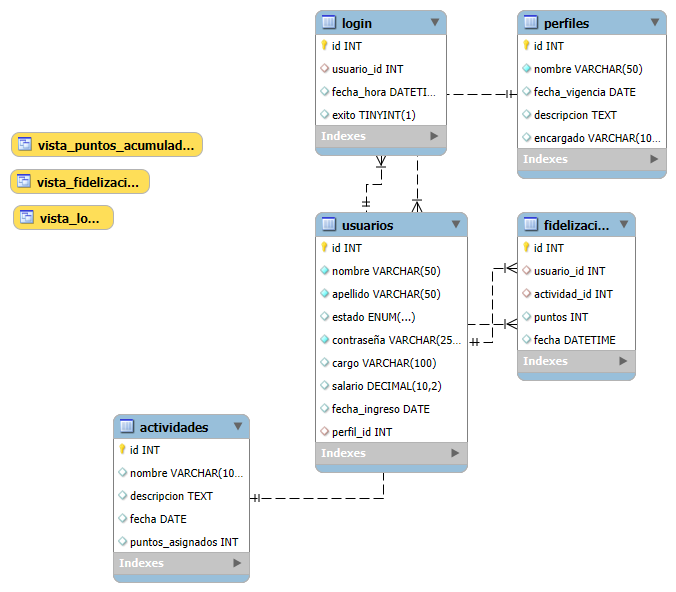 login
id INT
usuario_id INT
fecha_hora DATETI...
exito TINYINT(1)
Indexes
perfiles
id INT
nombre VARCHAR(50)
fecha_vigencia DATE
descripcion TEXT
encargado VARCHAR(10...
Indexes
vista_puntos_acumulad...
vista_fidelizaci...
vista_lo...
usuarios
id INT
nombre VARCHAR(50)
apellido VARCHAR(50)
estado ENUM(...)
contraseña VARCHAR(25...
cargo VARCHAR(100)
salario DECIMAL(10,2)
fecha_ingreso DATE
perfil_id INT
Indexes
fidelizaci...
id INT
usuario_id INT
actividad_id INT
puntos INT
fecha DATETIME
Indexes
actividades
id INT
nombre VARCHAR(10...
descripcion TEXT
fecha DATE
puntos_asignados INT
Indexes